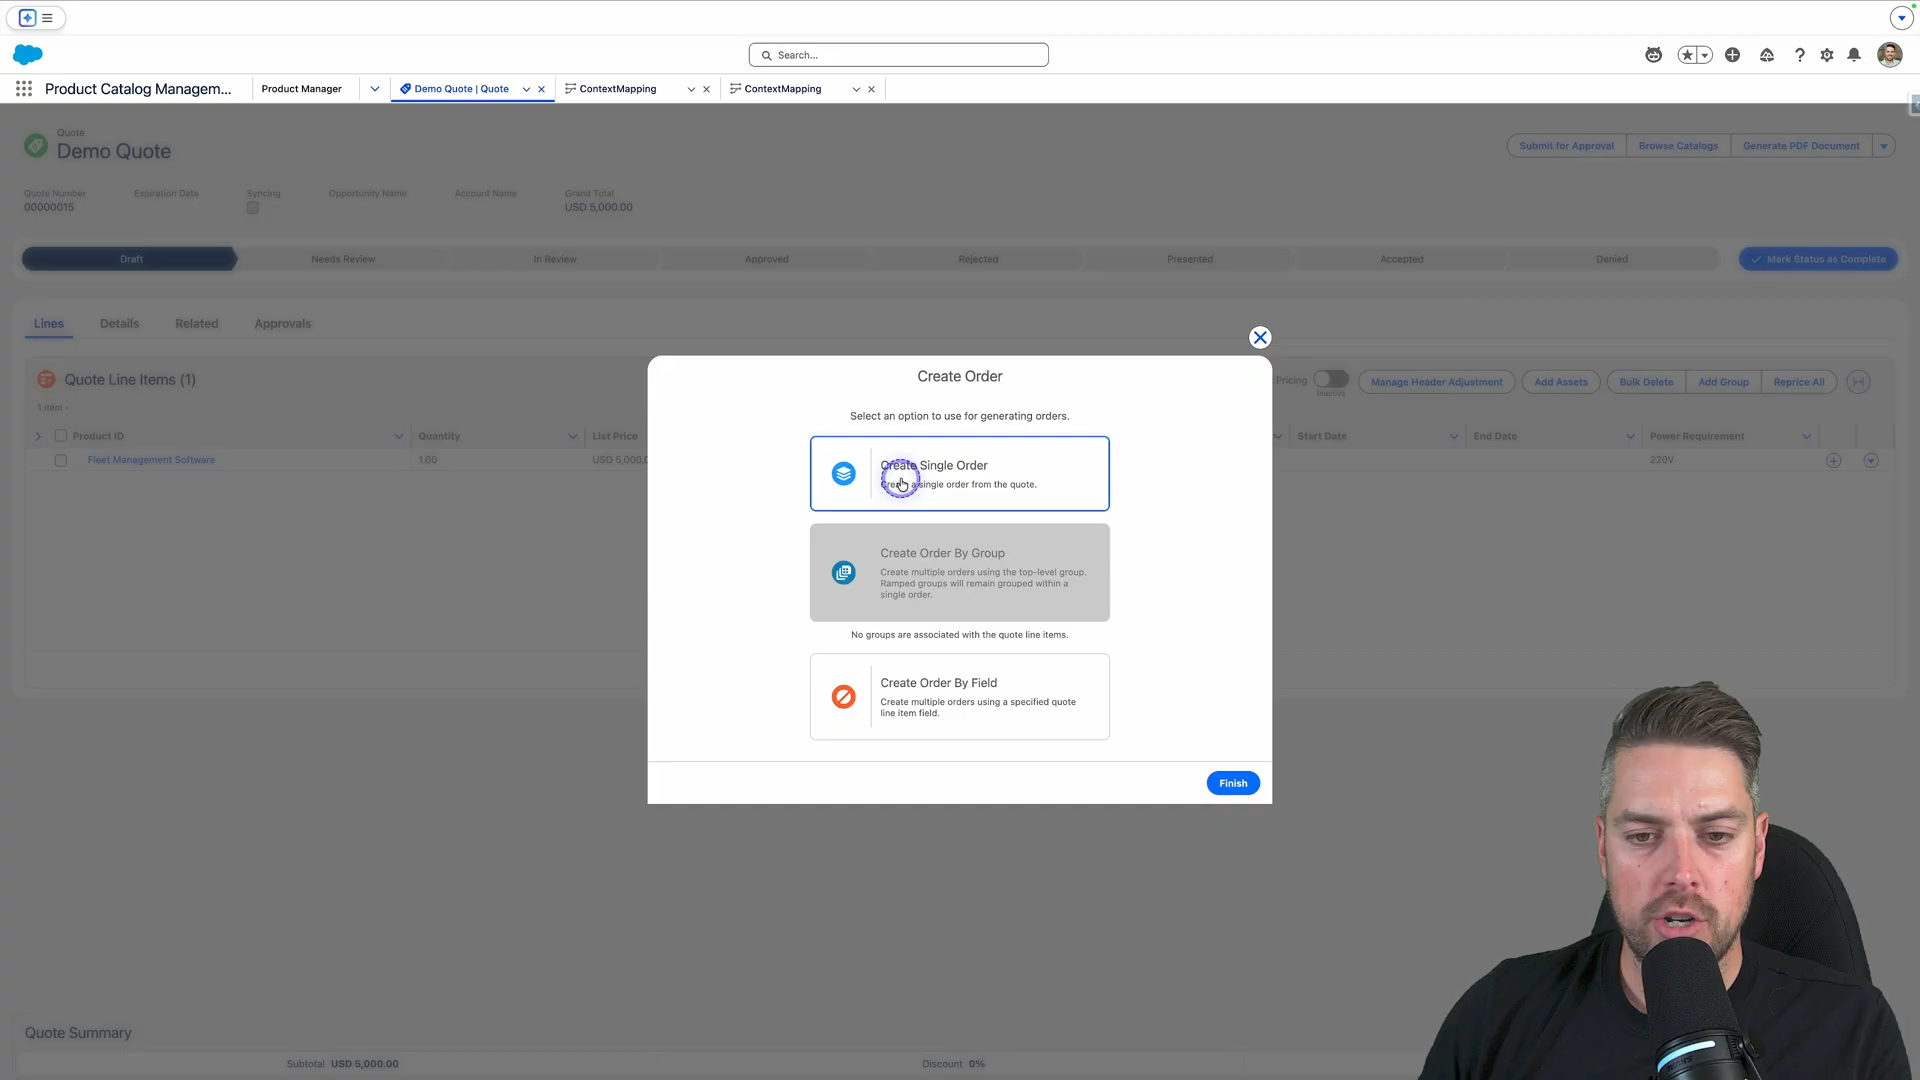 Search...
Product Catalog Managem...
Product Manager
Demo Quote | Quote
ContextMapping
ContextMapping
Quote
Demo Quote
Submit for Approval
Browse Catalogs
Generate PDF Document
Quote Number
Expiration Date
Syncing
Opportunity Name
Account Name
Grand Total
00000015
USD 5,000.00
Draft
Needs Review
In Review
Approved
Rejected
Presented
Accepted
Denied
Mark Status as Complete
Lines
Details
Related
Approvals
Quote Line Items (1)
1 item •
Pricing
Inactive
Manage Header Adjustment
Add Assets
Bulk Delete
Add Group
Reprice All
Product ID
Quantity
List Price
Start Date
End Date
Power Requirement
Fleet Management Software
1.00
USD 5,000.0
220V
Create Order
Select an option to use for generating orders.
Create Single Order
Create a single order from the quote.
Create Order By Group
Create multiple orders using the top-level group.
Ramped groups will remain grouped within a
single order.
No groups are associated with the quote line items.
Create Order By Field
Create multiple orders using a specified quote
line item field.
Finish
Quote Summary
Subtotal USD 5,000.00
Discount 0%